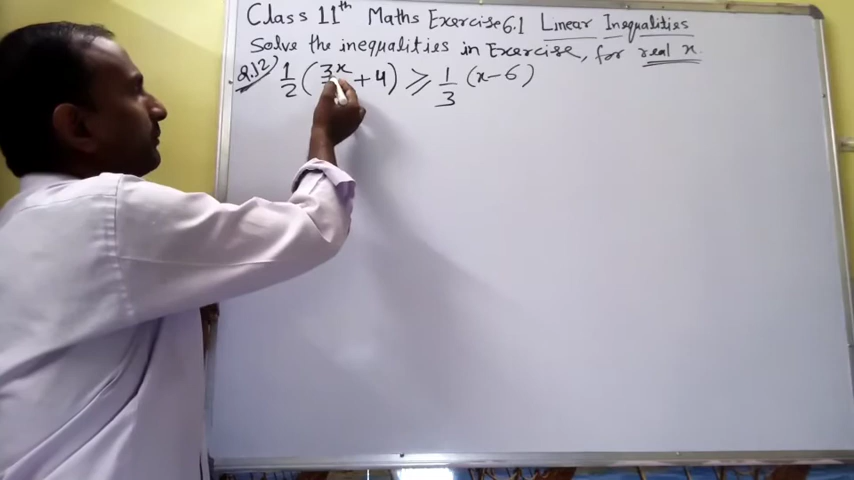 Class 11th Maths Exercise 6.1 Linear Inequalities
Solve the inequalities in Exercise, for real x.
Q.12) 1/2 (3x/ + 4) ⩾ 1/3 (x - 6)